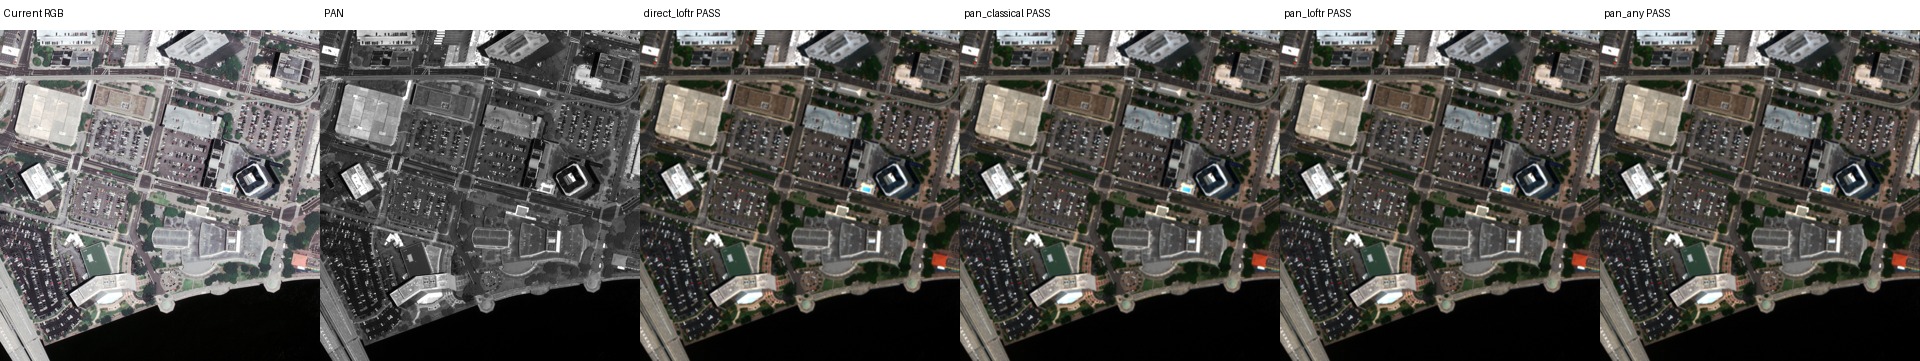 Current RGB
PAN
direct_loftr PASS
pan_classical PASS
pan_loftr PASS
pan_any PASS